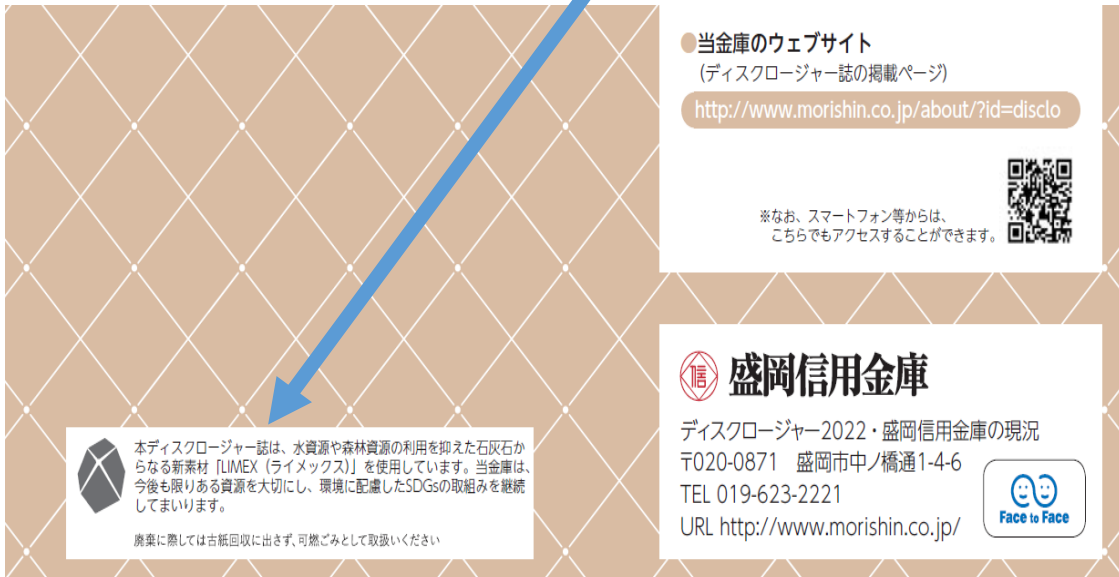 ●当金庫のウェブサイト
(ディスクロージャー誌の掲載ページ)
http://www.morishin.co.jp/about/?id=disclo
※なお、スマートフォン等からは、
こちらでもアクセスすることができます。
信 盛岡信用金庫
ディスクロージャー2022・盛岡信用金庫の現況
〒020-0871 盛岡市中ノ橋通1-4-6
TEL 019-623-2221
URL http://www.morishin.co.jp/
Face to Face
本ディスクロージャー誌は、水資源や森林資源の利用を抑えた石灰石か
らなる新素材「LIMEX(ライメックス)」を使用しています。当金庫は、
今後も限りある資源を大切にし、環境に配慮したSDGsの取組みを継続
してまいります。
廃棄に際しては古紙回収に出さず、可燃ごみとして取扱いください